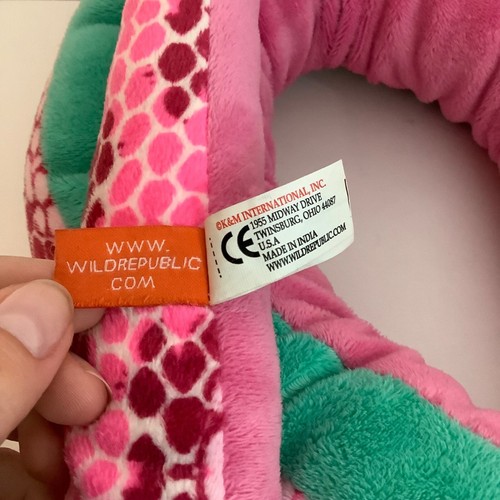 WWW.
WILDREPUBLIC
COM
©K&M INTERNATIONAL, INC.
1955 MIDWAY DRIVE
TWINSBURG, OHIO 44087
U.S.A
MADE IN INDIA
WWW.WILDREPUBLIC.COM
CE